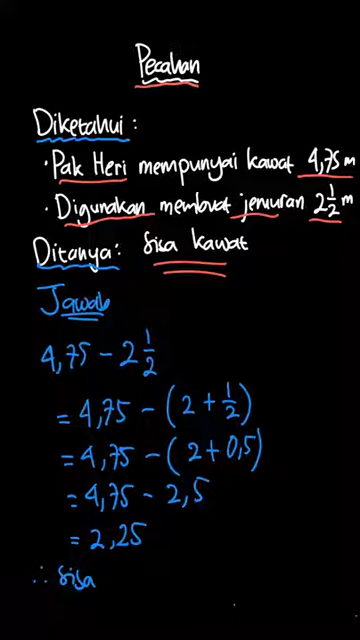 Pecahan
Diketahui :
· Pak Heri mempunyai kawat 4,75 m
· Digunakan membuat jemuran 2 1/2 m
Ditanya : Sisa kawat
Jawab
4,75 - 2 1/2
= 4,75 - (2 + 1/2)
= 4,75 - (2 + 0,5)
= 4,75 - 2,5
= 2,25
∴ sisa